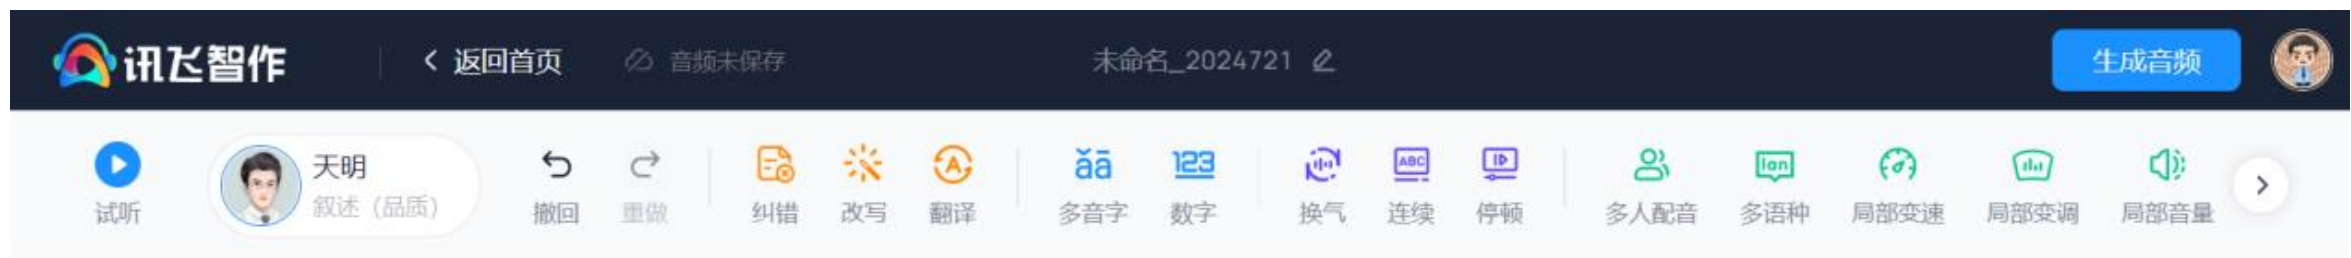 讯飞智作 返回首页 音频未保存 未命名_2024721 生成音频
天明
叙述（品质）
ǎā 123 ABC lan
试听 撤回 重做 纠错 改写 翻译 多音字 数字 换气 连续 停顿 多人配音 多语种 局部变速 局部变调 局部音量